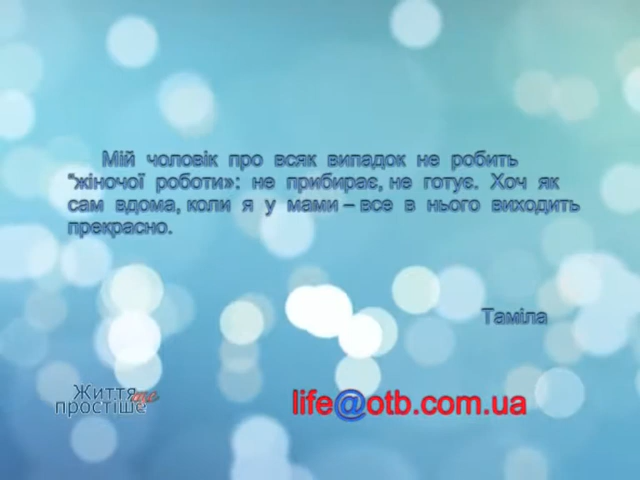 Мій чоловік про всяк випадок не робить
"жіночої роботи»: не прибирає, не готує. Хоч як
сам вдома, коли я у мами – все в нього виходить
прекрасно.
Таміла
Життя ще
простіше
life@otb.com.ua